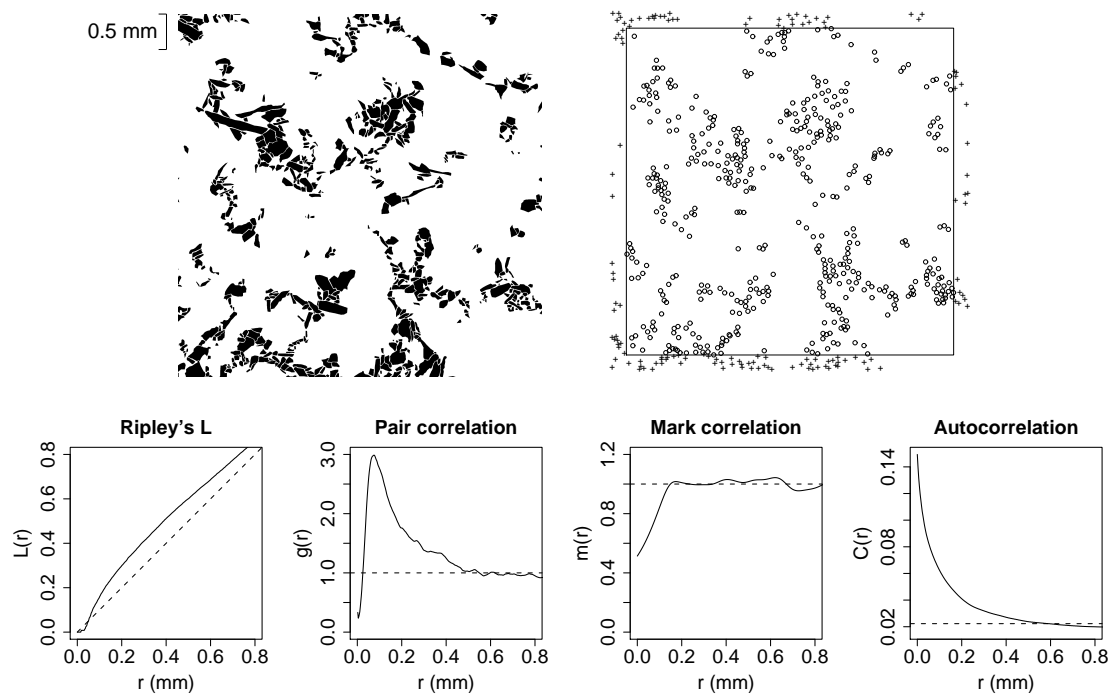 0.5 mm
Ripley's L
0.0 0.2 0.4 0.6 0.8
L(r)
0.0 0.2 0.4 0.6 0.8
r (mm)
Pair correlation
1.0 2.0 3.0
g(r)
0.0 0.2 0.4 0.6 0.8
r (mm)
Mark correlation
0.0 0.4 0.8 1.2
m(r)
0.0 0.2 0.4 0.6 0.8
r (mm)
Autocorrelation
0.02 0.08 0.14
C(r)
0.0 0.2 0.4 0.6 0.8
r (mm)